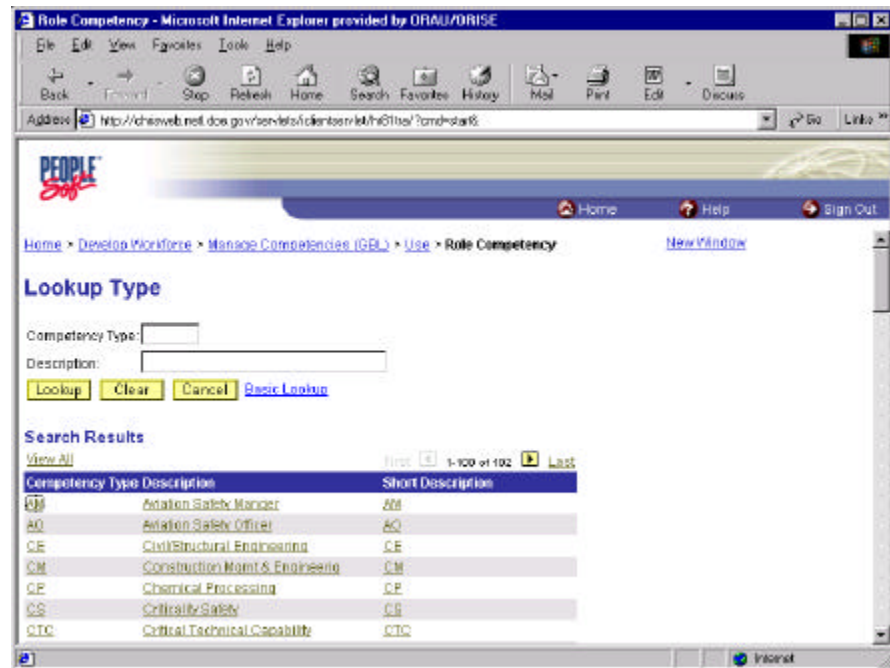 Role Competency - Microsoft Internet Explorer provided by ORAU/ORISE
File Edit View Favorites Tools Help
Back Forward Stop Refresh Home Search Favorites History Mail Print Edit Discuss
Address Go Links »
PEOPLE
Soft
Home Help Sign Out
Home > Develop Workforce > Manage Competencies (GBL) > Use > Role Competency New Window
Lookup Type
Competency Type:
Description:
Lookup Clear Cancel Basic Lookup
Search Results
View All First 1-100 of 102 Last
Competency Type Description Short Description
AM Aviation Safety Manger AM
AO Aviation Safety Officer AO
CE Civil/Structural Engineering CE
CM Construction Mgmt & Engineerig CM
CP Chemical Processing CP
CS Criticality Safety CS
CTC Critical Technical Capability CTC
Internet